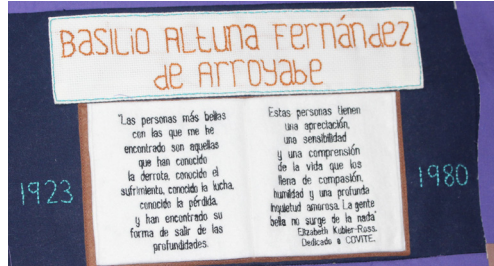 Basilio Altuna Fernández
de Arroyabe
1923
"Las personas más bellas
con las que me he
encontrado son aquellas
que han conocido
la derrota, conocido el
sufrimiento, conocido la lucha,
conocido la pérdida
y han encontrado su
forma de salir de las
profundidades.
Estas personas tienen
una apreciación,
una sensibilidad
y una comprensión
de la vida que los
llena de compasión,
humildad y una profunda
inquietud amorosa. La gente
bella no surge de la nada"
Elizabeth Kubler-Ross.
Dedicado a COVITE.
1980